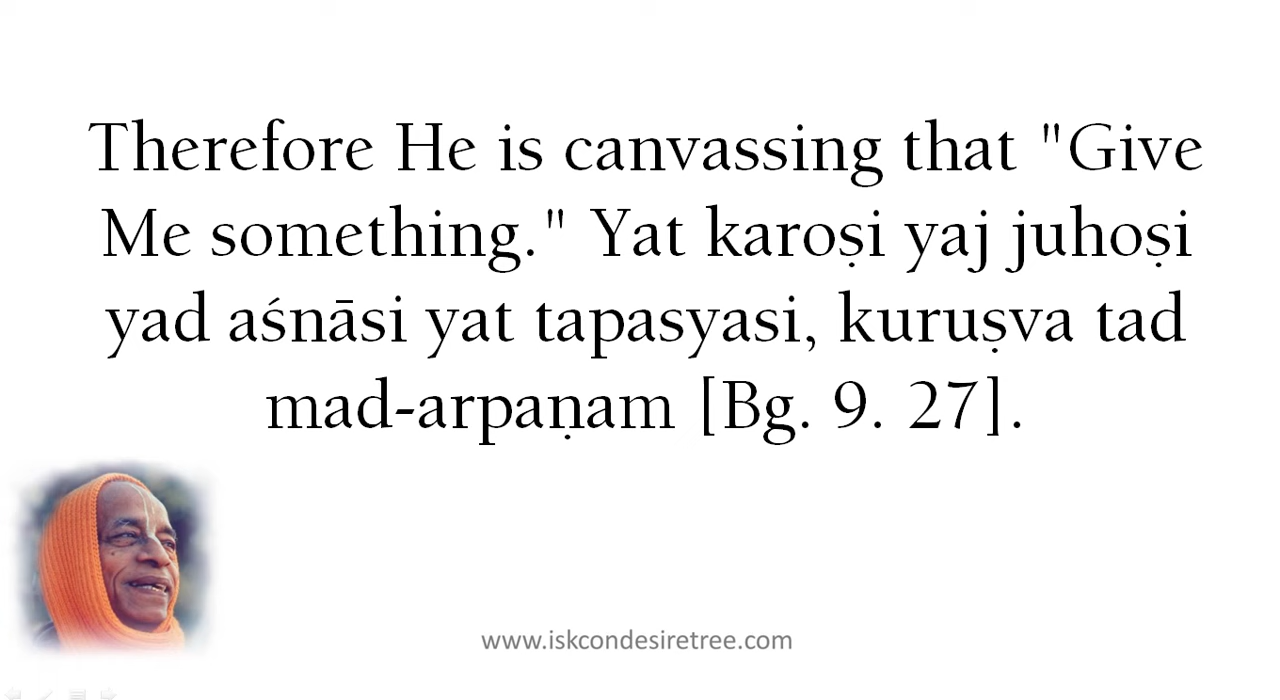 Therefore He is canvassing that "Give
Me something." Yat karoṣi yaj juhoṣi
yad aśnāsi yat tapasyasi, kuruṣva tad
mad-arpaṇam [Bg. 9. 27].
www.iskcondesiretree.com